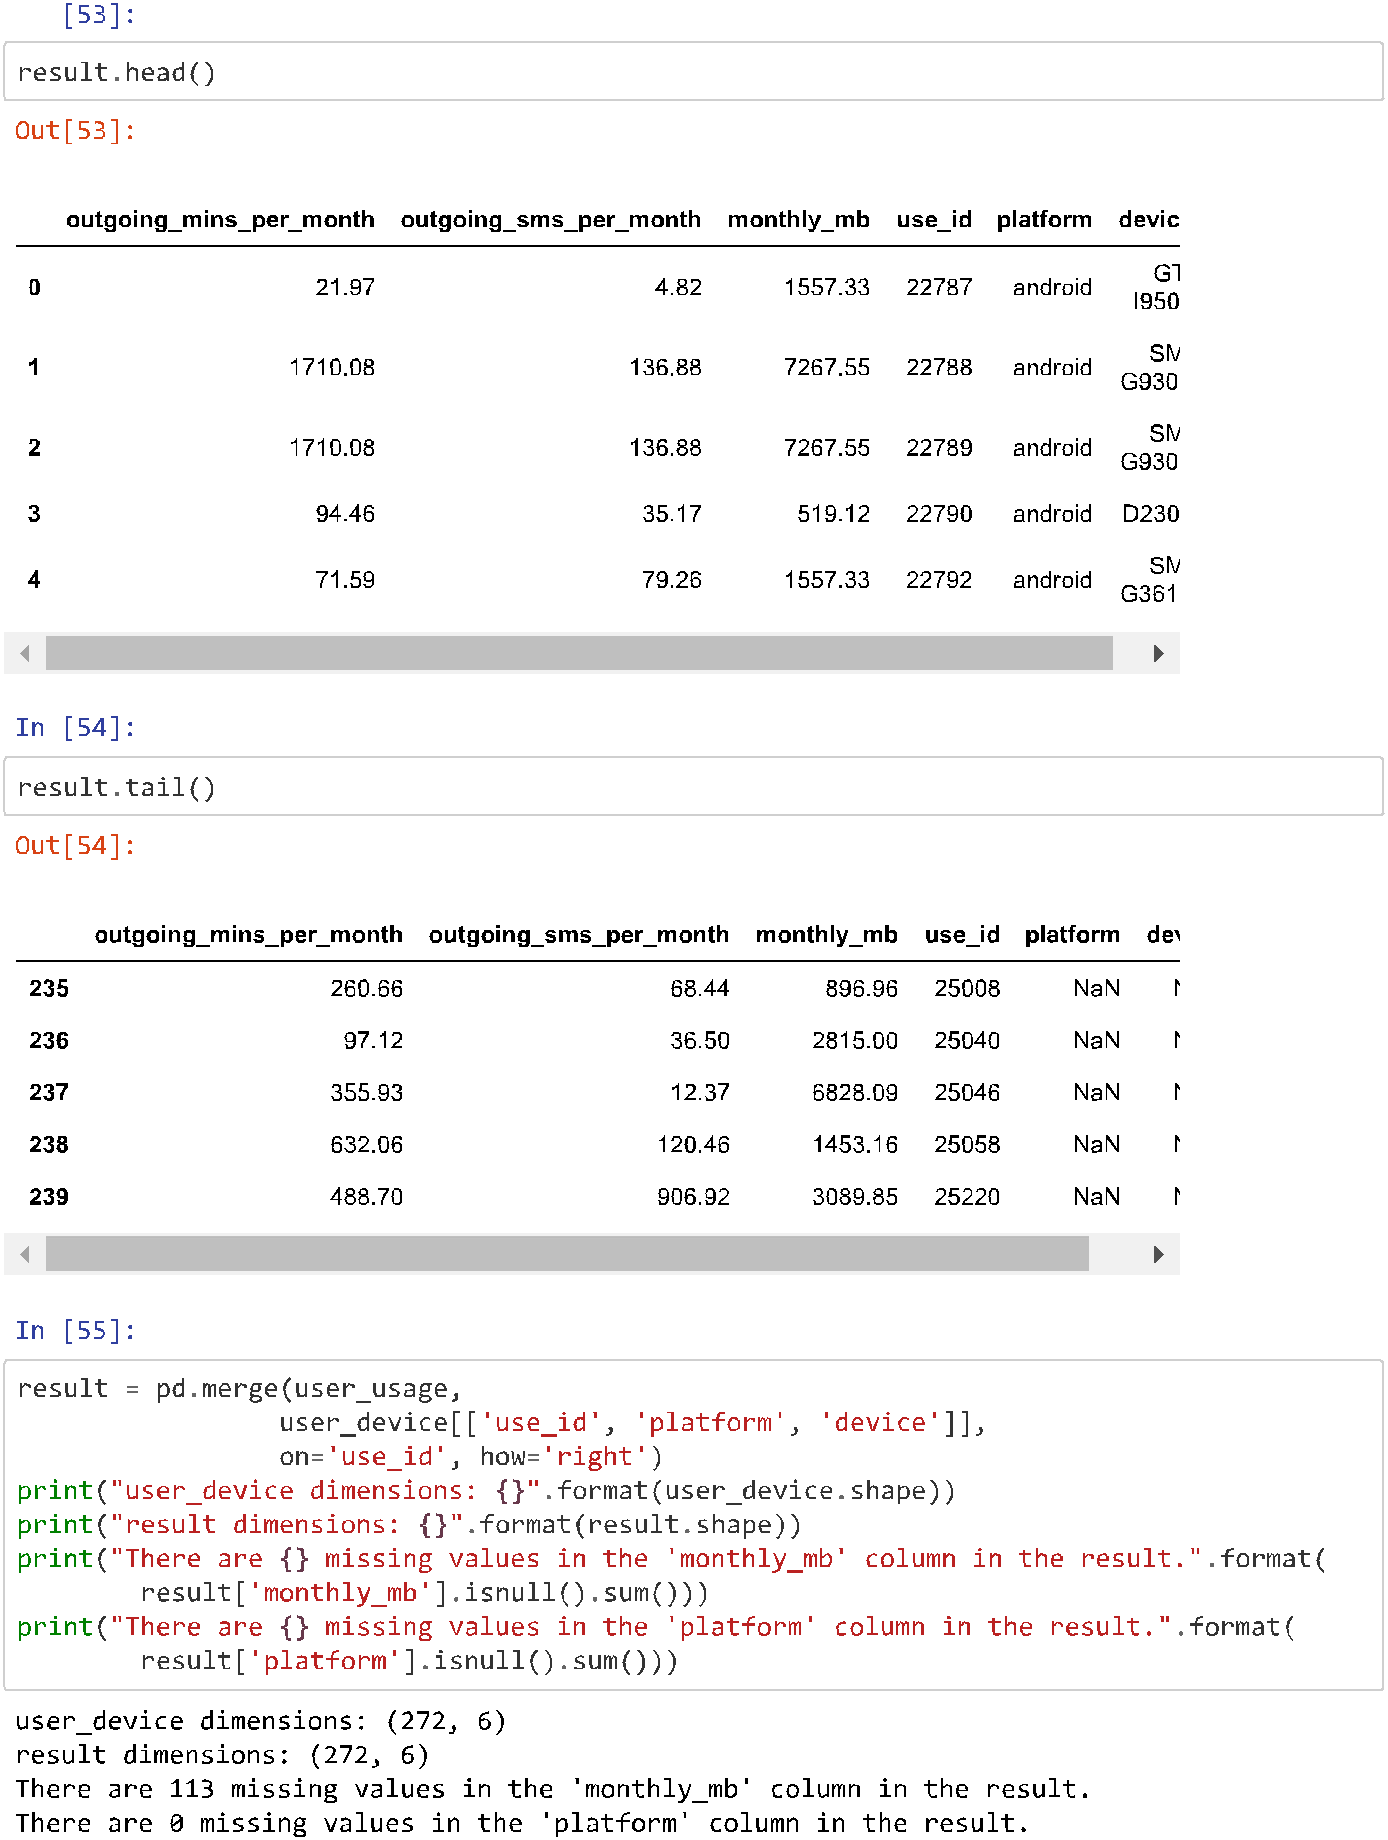 [53]:
result.head()
Out[53]:
outgoing_mins_per_month outgoing_sms_per_month monthly_mb use_id platform devic
0 21.97 4.82 1557.33 22787 android GT
I950
1 1710.08 136.88 7267.55 22788 android SM
G930
2 1710.08 136.88 7267.55 22789 android SM
G930
3 94.46 35.17 519.12 22790 android D230
4 71.59 79.26 1557.33 22792 android SM
G361
In [54]:
result.tail()
Out[54]:
outgoing_mins_per_month outgoing_sms_per_month monthly_mb use_id platform dev
235 260.66 68.44 896.96 25008 NaN N
236 97.12 36.50 2815.00 25040 NaN N
237 355.93 12.37 6828.09 25046 NaN N
238 632.06 120.46 1453.16 25058 NaN N
239 488.70 906.92 3089.85 25220 NaN N
In [55]:
result = pd.merge(user_usage,
user_device[['use_id', 'platform', 'device']],
on='use_id', how='right')
print("user_device dimensions: {}".format(user_device.shape))
print("result dimensions: {}".format(result.shape))
print("There are {} missing values in the 'monthly_mb' column in the result.".format(
result['monthly_mb'].isnull().sum()))
print("There are {} missing values in the 'platform' column in the result.".format(
result['platform'].isnull().sum()))
user_device dimensions: (272, 6)
result dimensions: (272, 6)
There are 113 missing values in the 'monthly_mb' column in the result.
There are 0 missing values in the 'platform' column in the result.